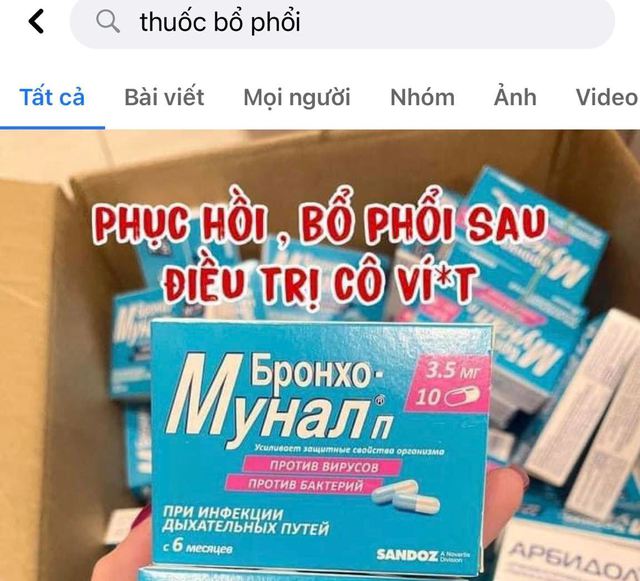 thuốc bổ phổi
Tất cả Bài viết Mọi người Nhóm Ảnh Video
PHỤC HỒI , BỔ PHỔI SAU
ĐIỀU TRỊ CÔ VÍ*T
Бронхо-
Мунал® п
3.5 мг
10
Усиливает защитные свойства организма
ПРОТИВ ВИРУСОВ
ПРОТИВ БАКТЕРИЙ
ПРИ ИНФЕКЦИИ
ДЫХАТЕЛЬНЫХ ПУТЕЙ
с 6 месяцев
SANDOZ A Novartis
Division
АРБИДОЛ